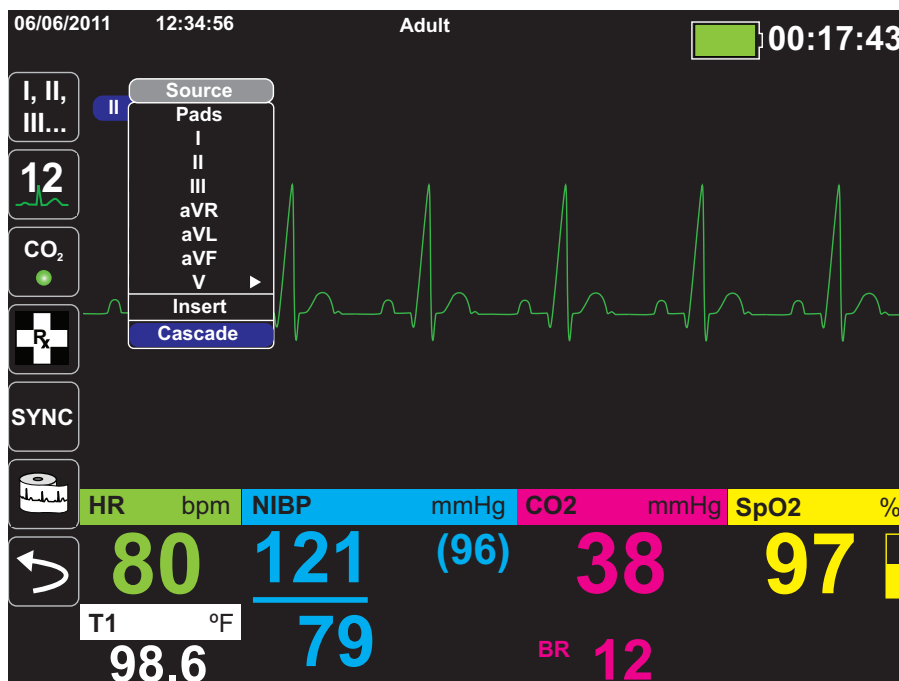 06/06/2011 12:34:56 Adult 00:17:43
I, II,
III...
II
Source
Pads
I
II
III
aVR
aVL
aVF
V
Insert
Cascade
12
CO₂
Rx
SYNC
HR bpm NIBP mmHg CO2 mmHg SpO2 %
80 121 (96) 38 97
T1 ºF
98.6 79 BR 12